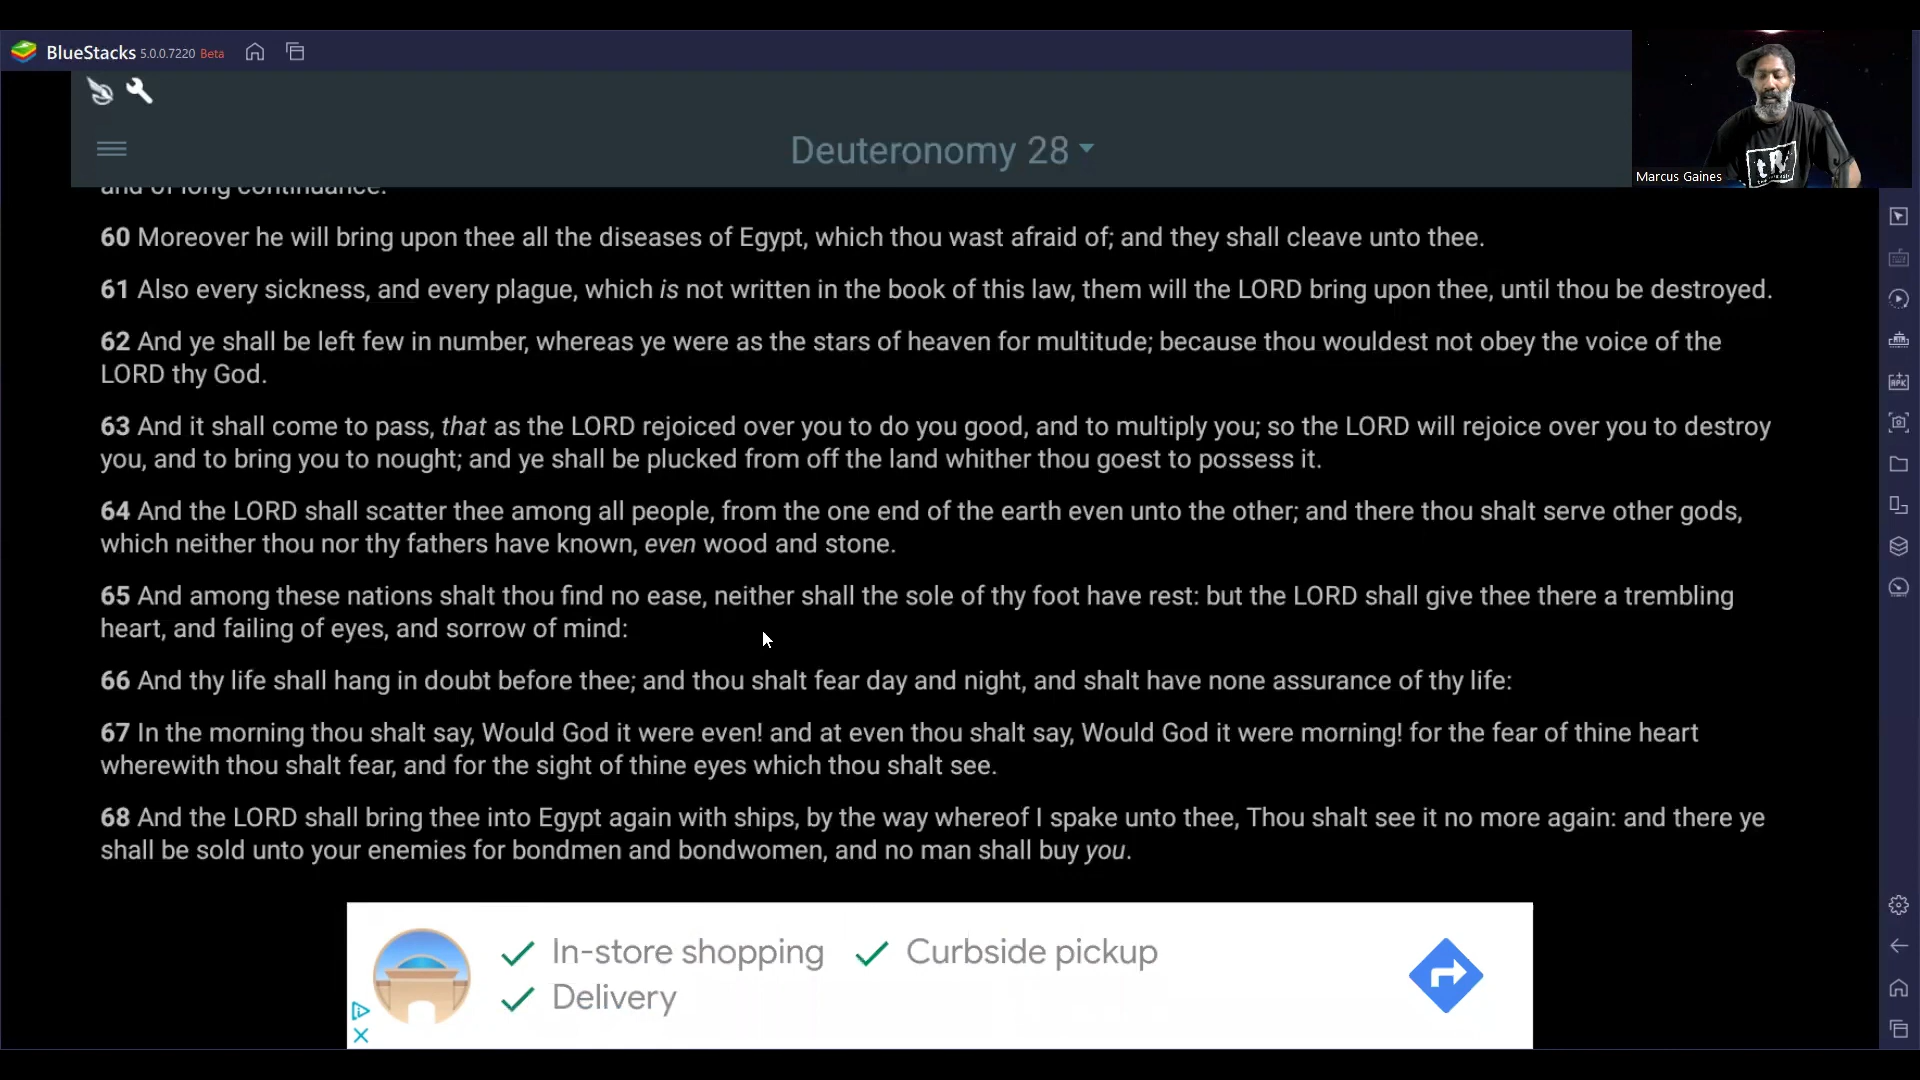 BlueStacks 5.0.0.7220 Beta
Deuteronomy 28
Marcus Gaines
and of long continuance.
60 Moreover he will bring upon thee all the diseases of Egypt, which thou wast afraid of; and they shall cleave unto thee.
61 Also every sickness, and every plague, which is not written in the book of this law, them will the LORD bring upon thee, until thou be destroyed.
62 And ye shall be left few in number, whereas ye were as the stars of heaven for multitude; because thou wouldest not obey the voice of the
LORD thy God.
63 And it shall come to pass, that as the LORD rejoiced over you to do you good, and to multiply you; so the LORD will rejoice over you to destroy
you, and to bring you to nought; and ye shall be plucked from off the land whither thou goest to possess it.
64 And the LORD shall scatter thee among all people, from the one end of the earth even unto the other; and there thou shalt serve other gods,
which neither thou nor thy fathers have known, even wood and stone.
65 And among these nations shalt thou find no ease, neither shall the sole of thy foot have rest: but the LORD shall give thee there a trembling
heart, and failing of eyes, and sorrow of mind:
66 And thy life shall hang in doubt before thee; and thou shalt fear day and night, and shalt have none assurance of thy life:
67 In the morning thou shalt say, Would God it were even! and at even thou shalt say, Would God it were morning! for the fear of thine heart
wherewith thou shalt fear, and for the sight of thine eyes which thou shalt see.
68 And the LORD shall bring thee into Egypt again with ships, by the way whereof I spake unto thee, Thou shalt see it no more again: and there ye
shall be sold unto your enemies for bondmen and bondwomen, and no man shall buy you.
In-store shopping Curbside pickup
Delivery